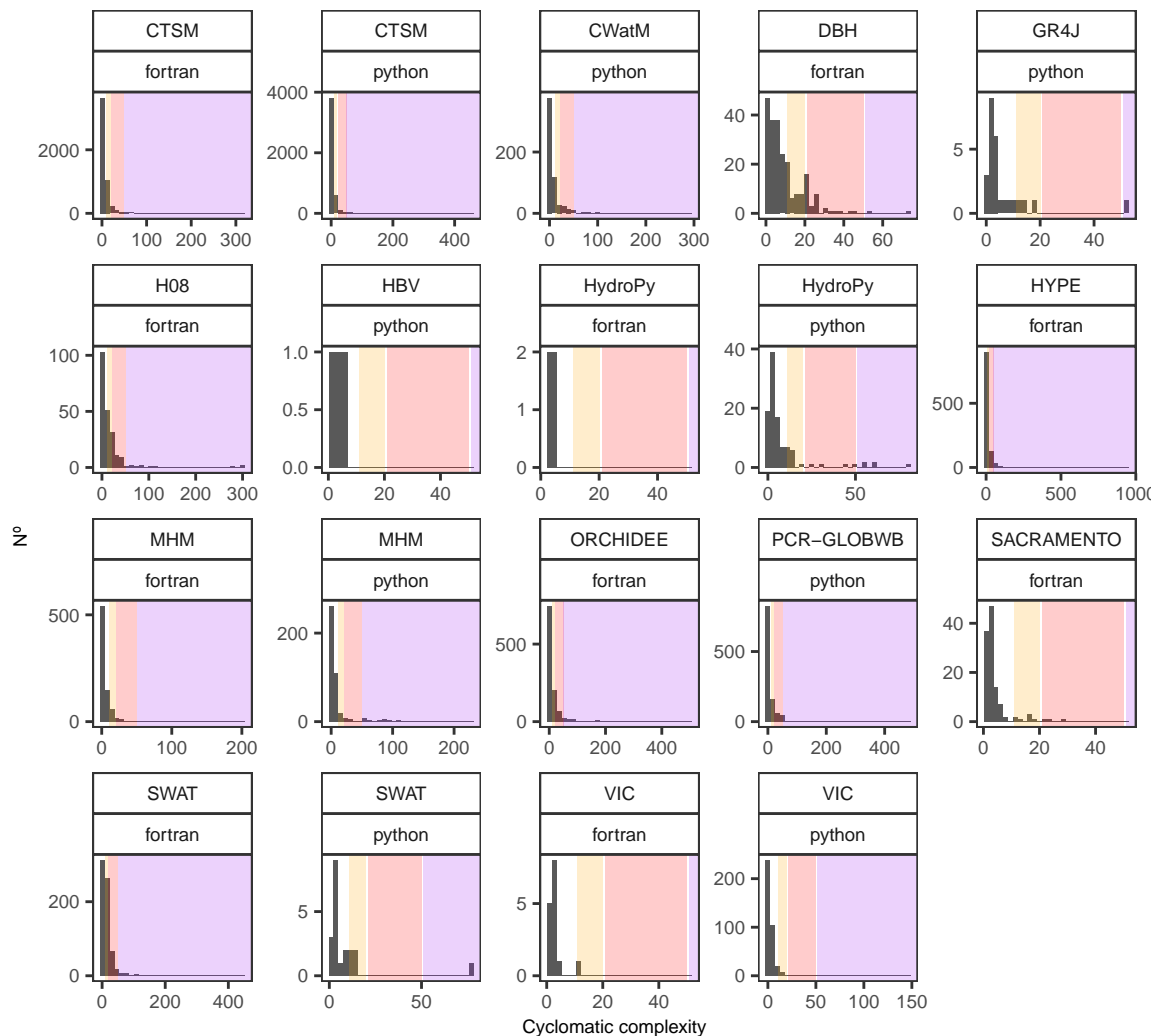 CTSM CTSM CWatM DBH GR4J
fortran python python fortran python
2000
0
4000
2000
0
200
0
40
20
0
5
0
0 100 200 300
0 200 400
0 100 200 300
0 20 40 60
0 20 40
H08 HBV HydroPy HydroPy HYPE
fortran python fortran python fortran
100
50
0
1.0
0.5
0.0
2
1
0
40
20
0
500
0
0 100 200 300
0 20 40
0 20 40
0 50
0 500 1000
Nº
MHM MHM ORCHIDEE PCR−GLOBWB SACRAMENTO
fortran python fortran python fortran
500
0
200
0
500
0
500
0
40
20
0
0 100 200
0 100 200
0 200 400
0 200 400
0 20 40
SWAT SWAT VIC VIC
fortran python fortran python
200
0
5
0
5
0
200
100
0
0 200 400
0 50
0 20 40
0 50 100 150
Cyclomatic complexity